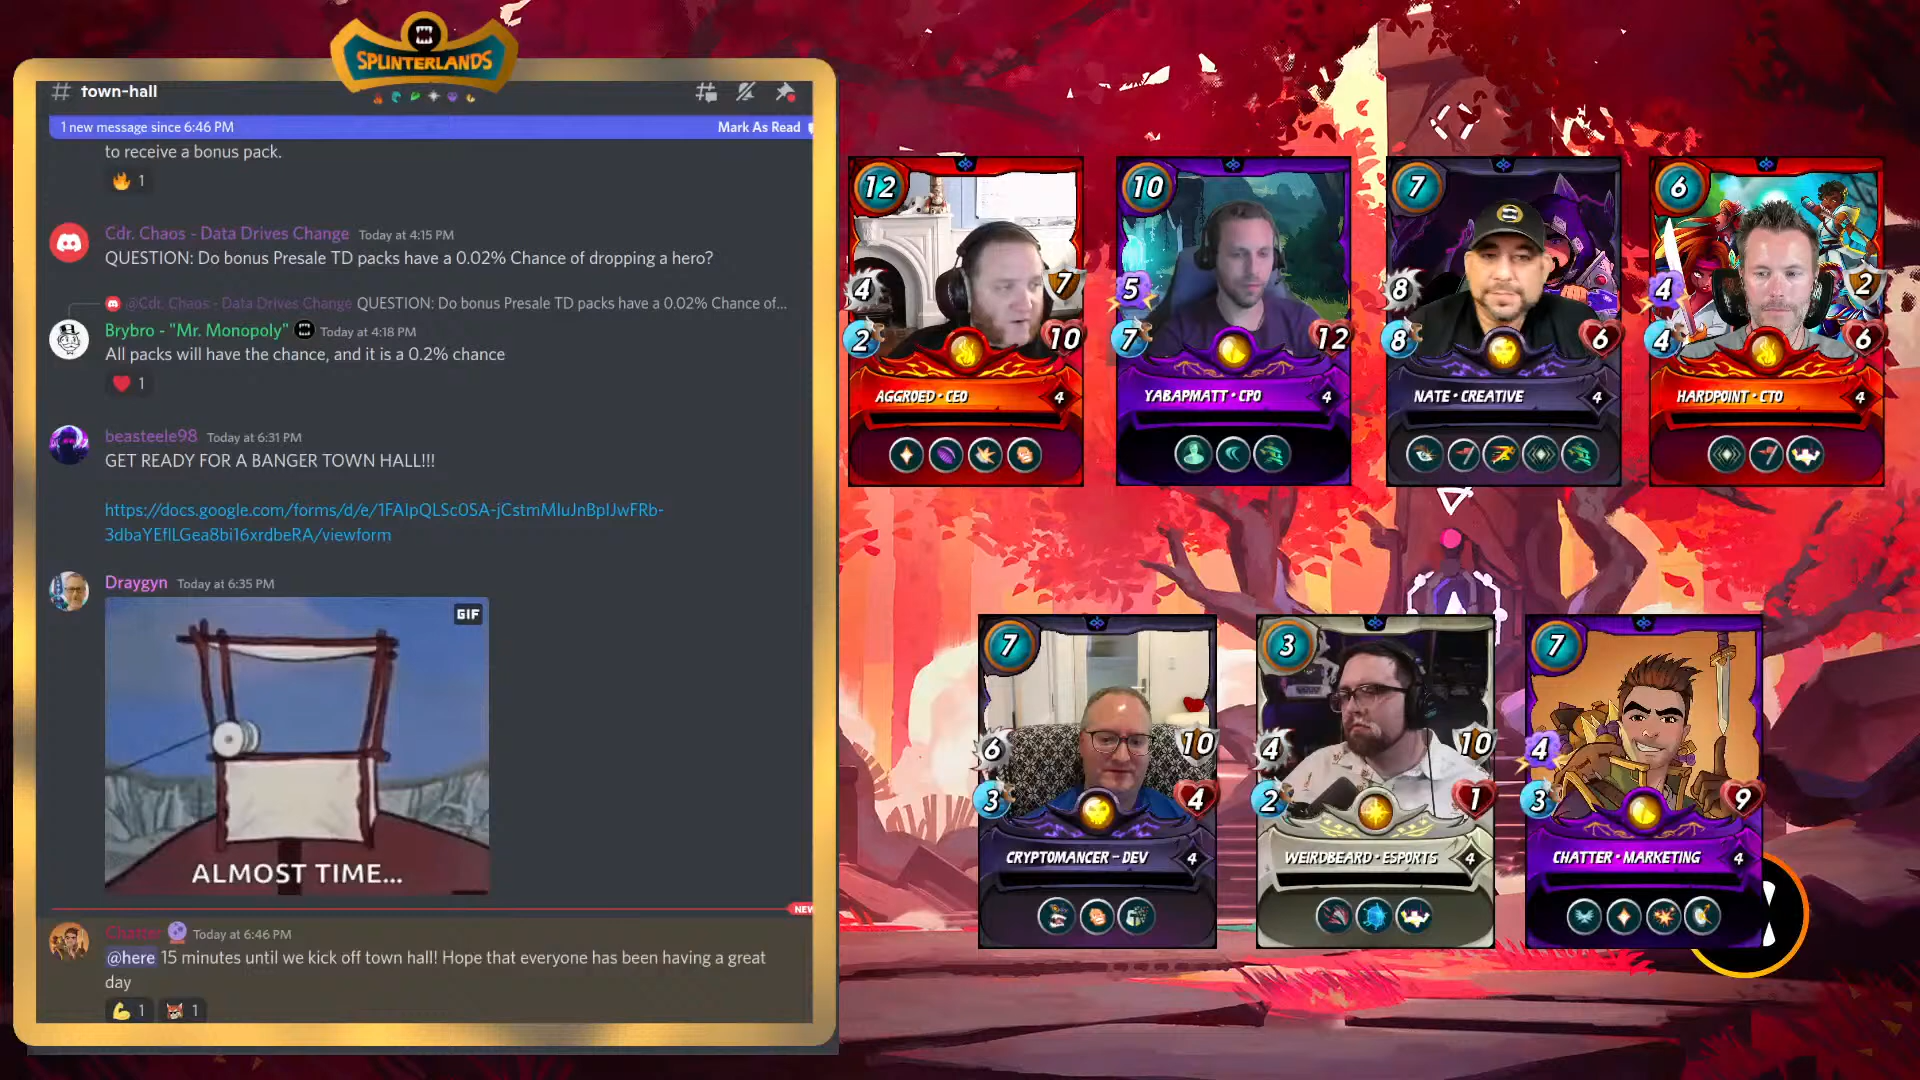 SPLINTERLANDS
town-hall
1 new message since 6:46 PM
Mark As Read
to receive a bonus pack.
1
Cdr. Chaos - Data Drives Change Today at 4:15 PM
QUESTION: Do bonus Presale TD packs have a 0.02% Chance of dropping a hero?
@Cdr. Chaos - Data Drives Change QUESTION: Do bonus Presale TD packs have a 0.02% Chance of...
Brybro - "Mr. Monopoly" Today at 4:18 PM
All packs will have the chance, and it is a 0.2% chance
1
beasteele98 Today at 6:31 PM
GET READY FOR A BANGER TOWN HALL!!!
https://docs.google.com/forms/d/e/1FAIpQLSc0SA-jCstmMIuJnBpIJwFRb-
3dbaYEfILGea8bi16xrdbeRA/viewform
Draygyn Today at 6:35 PM
GIF
ALMOST TIME...
NEW
Chatter Today at 6:46 PM
@here 15 minutes until we kick off town hall! Hope that everyone has been having a great
day
1 1
12
4 7
2 10
AGGROED • CEO 4
10
5
7 12
YABAPMATT • CPO 4
7
8
8 6
NATE • CREATIVE 4
6
4 2
4 6
HARDPOINT • CTO 4
7
6 10
3 4
CRYPTOMANCER - DEV 4
3
4 10
2 1
WEIRDBEARD • ESPORTS 4
7
4
3 9
CHATTER • MARKETING 4